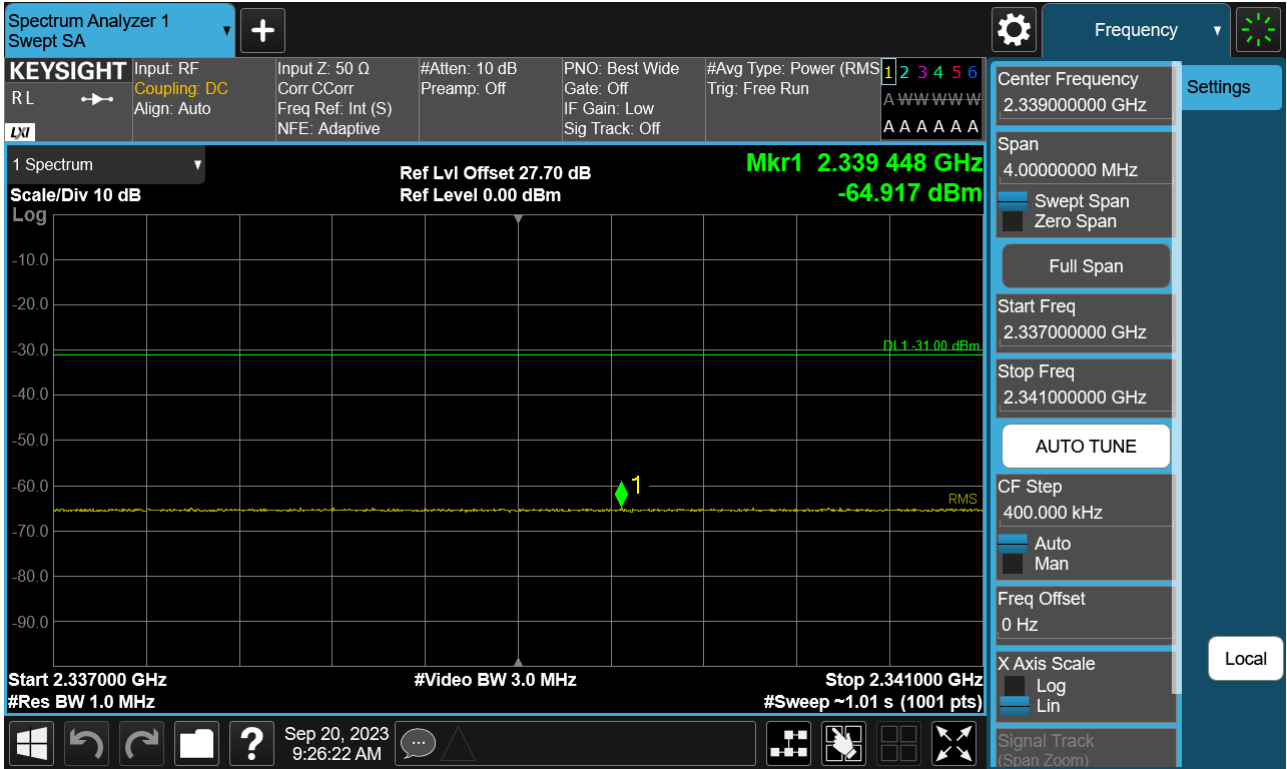 Spectrum Analyzer 1
Swept SA
Frequency
KEYSIGHT
R L
LXI
Input: RF
Coupling: DC
Align: Auto
Input Z: 50 Ω
Corr CCorr
Freq Ref: Int (S)
NFE: Adaptive
#Atten: 10 dB
Preamp: Off
PNO: Best Wide
Gate: Off
IF Gain: Low
Sig Track: Off
#Avg Type: Power (RMS
Trig: Free Run
1 2 3 4 5 6
A W W W W W
A A A A A A
1 Spectrum
Scale/Div 10 dB
Log
Ref Lvl Offset 27.70 dB
Ref Level 0.00 dBm
Mkr1 2.339 448 GHz
-64.917 dBm
-10.0
-20.0
-30.0
DL1 -31.00 dBm
-40.0
-50.0
-60.0
1
RMS
-70.0
-80.0
-90.0
Start 2.337000 GHz
#Video BW 3.0 MHz
Stop 2.341000 GHz
#Res BW 1.0 MHz
#Sweep ~1.01 s (1001 pts)
Center Frequency
2.339000000 GHz
Settings
Span
4.00000000 MHz
Swept Span
Zero Span
Full Span
Start Freq
2.337000000 GHz
Stop Freq
2.341000000 GHz
AUTO TUNE
CF Step
400.000 kHz
Auto
Man
Freq Offset
0 Hz
X Axis Scale
Log
Lin
Local
Signal Track
(Span Zoom)
?
Sep 20, 2023
9:26:22 AM